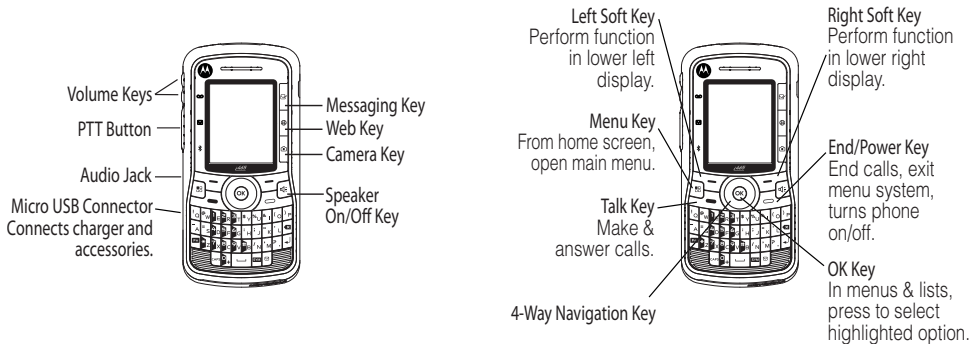 Volume Keys
PTT Button
Audio Jack
Micro USB Connector
Connects charger and
accessories.
Messaging Key
Web Key
Camera Key
Speaker
On/Off Key
OK
Left Soft Key
Perform function
in lower left
display.
Menu Key
From home screen,
open main menu.
Talk Key
Make &
answer calls.
4-Way Navigation Key
OK
Right Soft Key
Perform function
in lower right
display.
End/Power Key
End calls, exit
menu system,
turns phone
on/off.
OK Key
In menus & lists,
press to select
highlighted option.